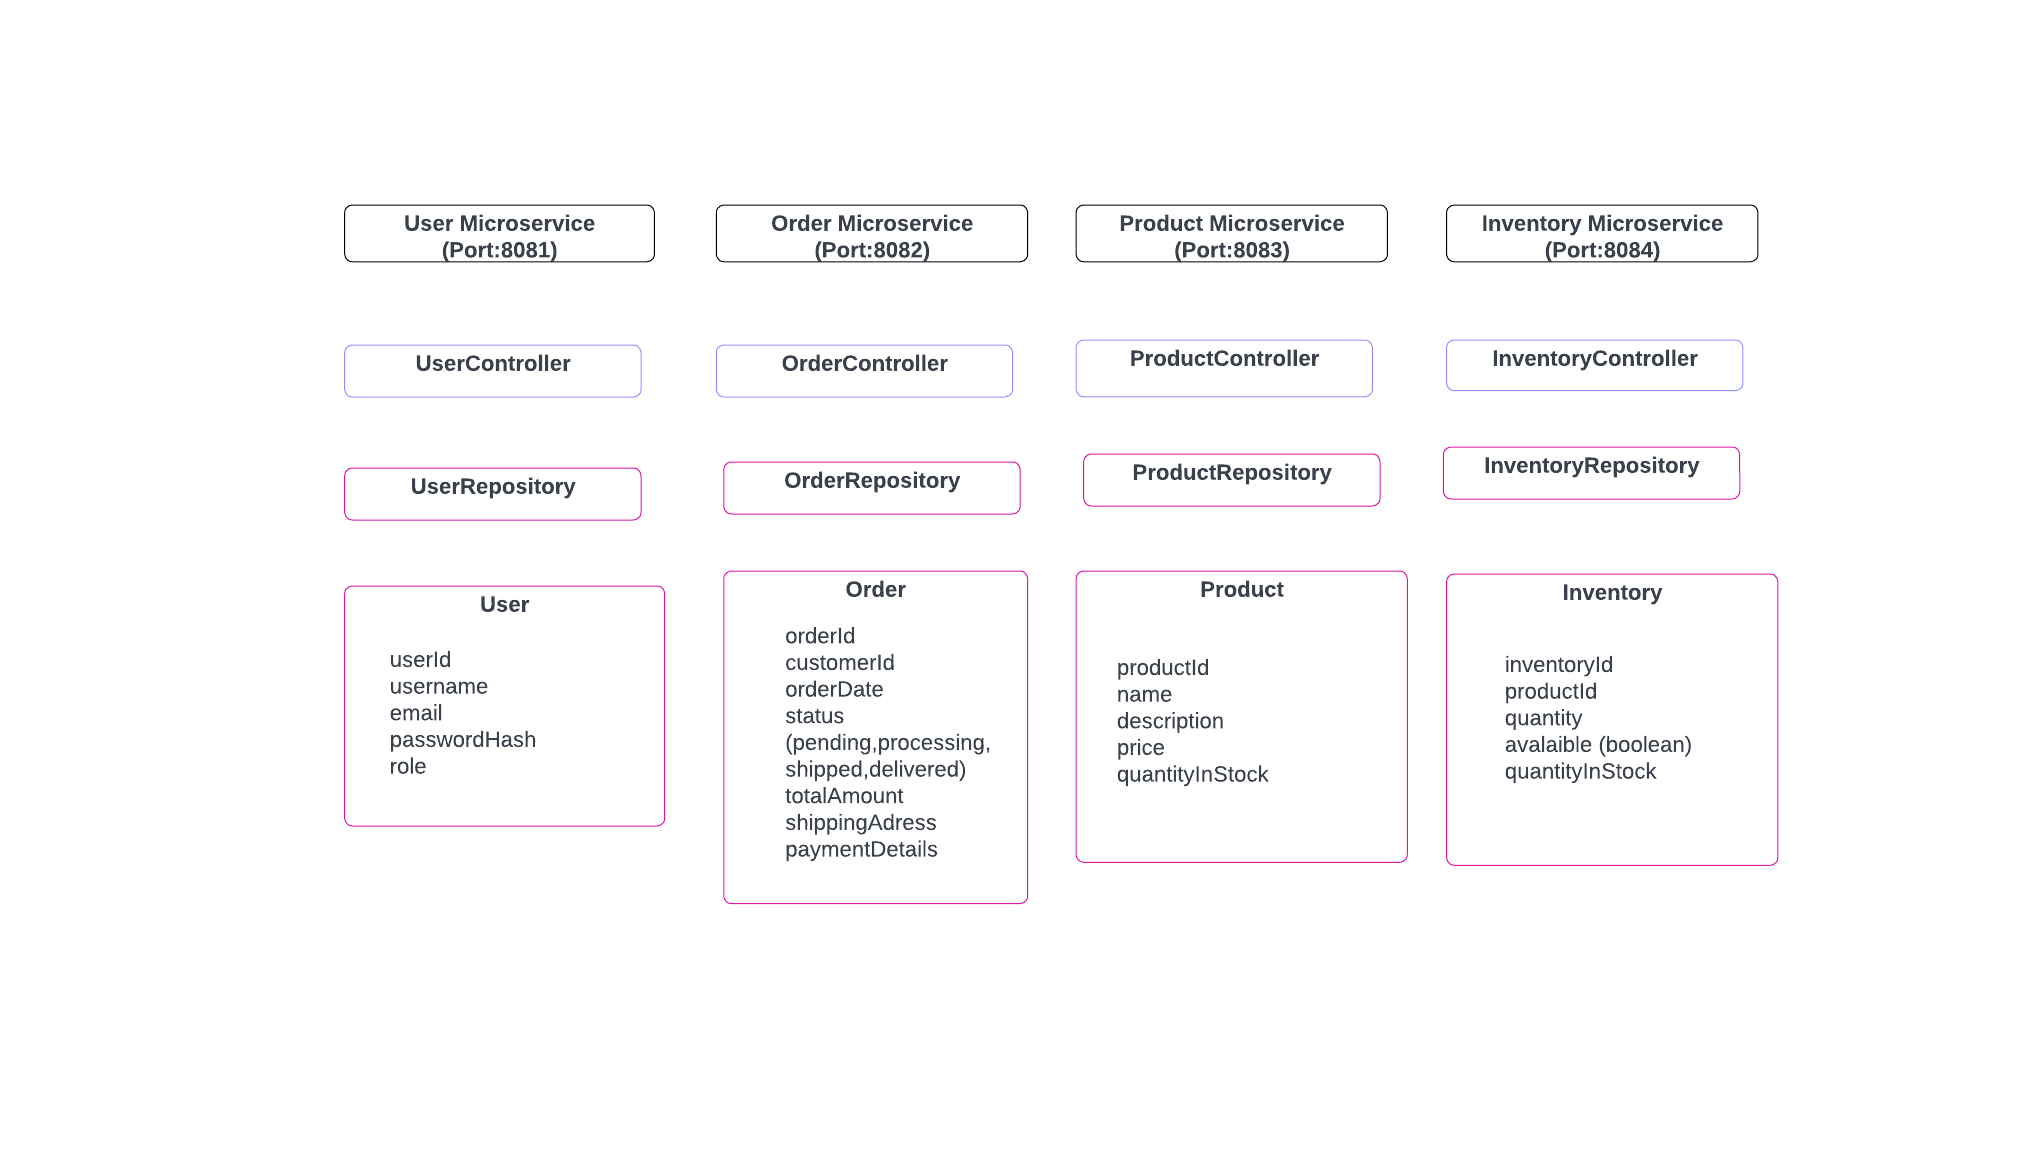 User Microservice
(Port:8081)
Order Microservice
(Port:8082)
Product Microservice
(Port:8083)
Inventory Microservice
(Port:8084)
UserController
OrderController
ProductController
InventoryController
UserRepository
OrderRepository
ProductRepository
InventoryRepository
User
userId
username
email
passwordHash
role
Order
orderId
customerId
orderDate
status
(pending,processing,
shipped,delivered)
totalAmount
shippingAdress
paymentDetails
Product
productId
name
description
price
quantityInStock
Inventory
inventoryId
productId
quantity
avalaible (boolean)
quantityInStock